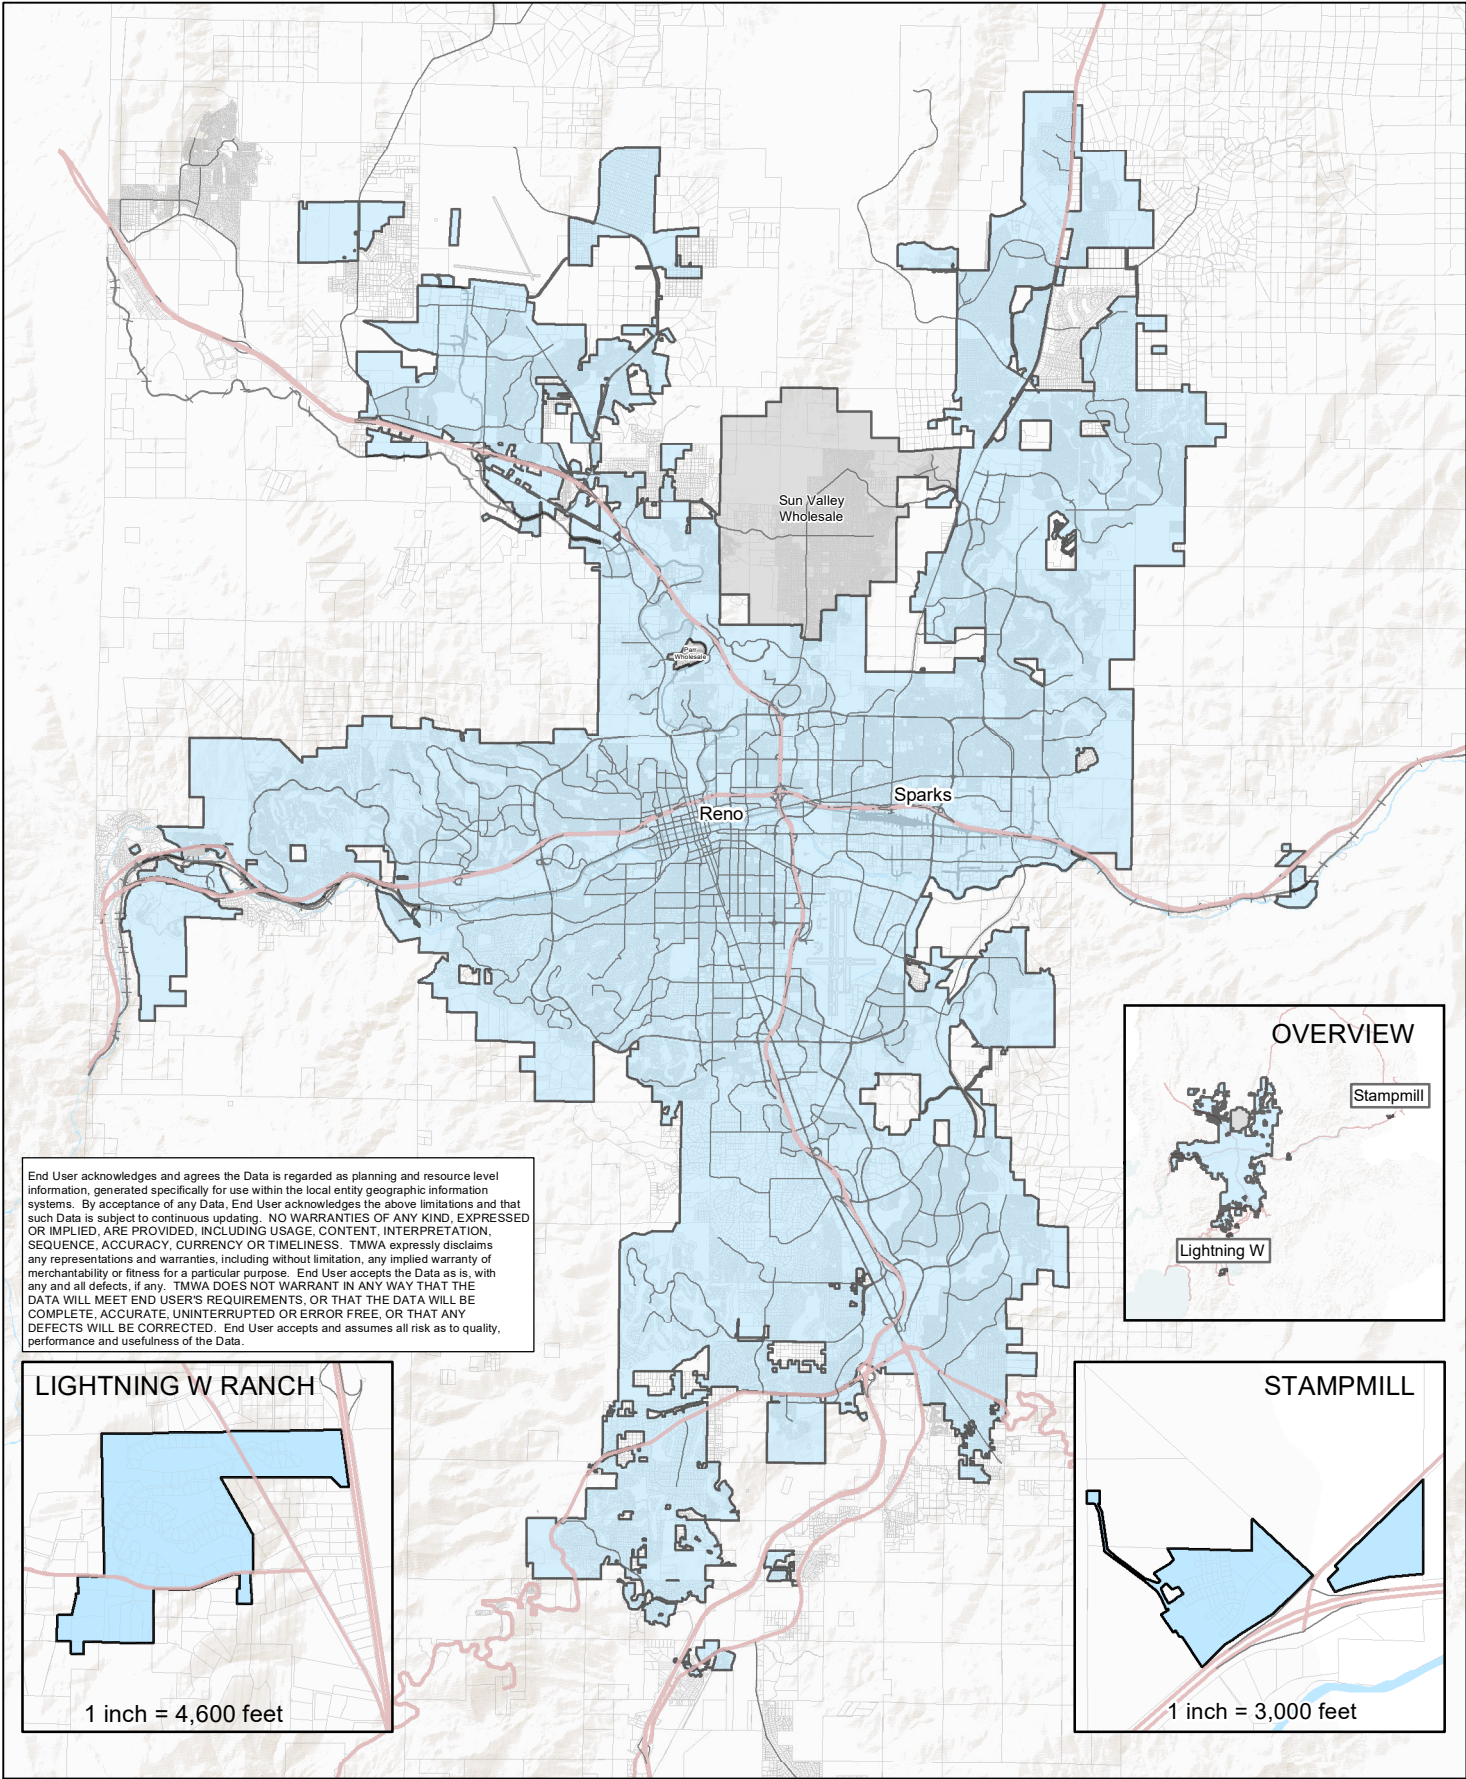 Sun Valley
Wholesale
Parr
Wholesale
Reno
Sparks
OVERVIEW
Stampmill
Lightning W
End User acknowledges and agrees the Data is regarded as planning and resource level
information, generated specifically for use within the local entity geographic information
systems. By acceptance of any Data, End User acknowledges the above limitations and that
such Data is subject to continuous updating. NO WARRANTIES OF ANY KIND, EXPRESSED
OR IMPLIED, ARE PROVIDED, INCLUDING USAGE, CONTENT, INTERPRETATION,
SEQUENCE, ACCURACY, CURRENCY OR TIMELINESS. TMWA expressly disclaims
any representations and warranties, including without limitation, any implied warranty of
merchantability or fitness for a particular purpose. End User accepts the Data as is, with
any and all defects, if any. TMWA DOES NOT WARRANT IN ANY WAY THAT THE
DATA WILL MEET END USER'S REQUIREMENTS, OR THAT THE DATA WILL BE
COMPLETE, ACCURATE, UNINTERRUPTED OR ERROR FREE, OR THAT ANY
DEFECTS WILL BE CORRECTED. End User accepts and assumes all risk as to quality,
performance and usefulness of the Data.
LIGHTNING W RANCH
1 inch = 4,600 feet
STAMPMILL
1 inch = 3,000 feet